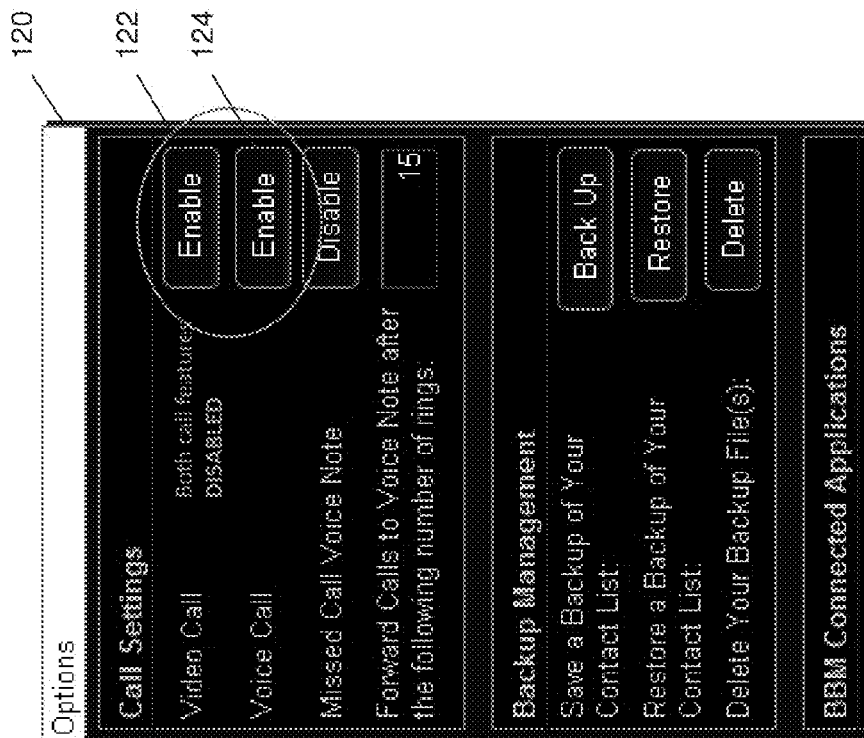 120
122
124
Options
Call Settings
Video Call
Both call features
DISABLED
Enable
Voice Call
Enable
Missed Call Voice Note
Disable
Forward Calls to Voice Note after
the following number of rings:
15
Backup Management
Save a Backup of Your
Contact List:
Back Up
Restore a Backup of Your
Contact List:
Restore
Delete Your Backup File(s):
Delete
BBM Connected Applications